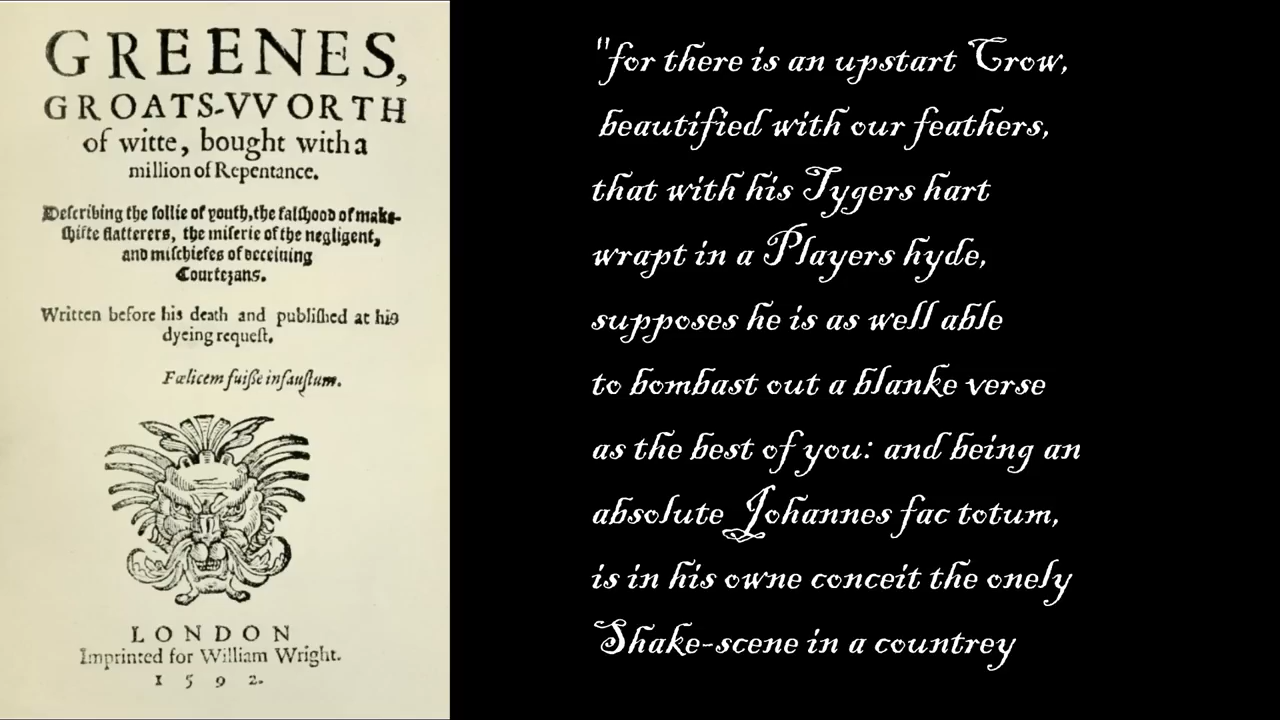 GREENES,
GROATS-VVORTH
of witte, bought with a
million of Repentance.
Deſcribing the follie of youth, the falſhood of make-
ſhifte flatterers, the miſerie of the negligent,
and miſchiefes of deceiuing
Courtezans.
Written before his death and publiſhed at his
dyeing requeſt.
Fœlicem fuiſſe infauſtum.
LONDON
Imprinted for William Wright.
1592.
"for there is an upstart Crow,
beautified with our feathers,
that with his Tygers hart
wrapt in a Players hyde,
supposes he is as well able
to bombast out a blanke verse
as the best of you: and being an
absolute Johannes fac totum,
is in his owne conceit the onely
Shake-scene in a countrey